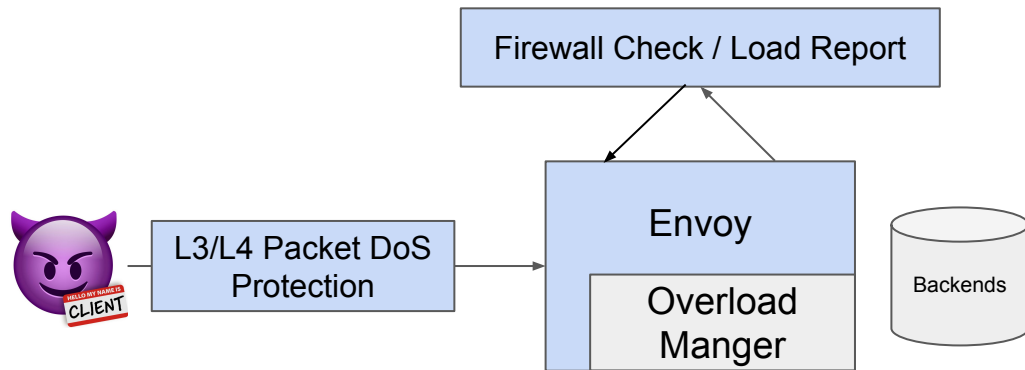 Firewall Check / Load Report
L3/L4 Packet DoS
Protection
HELLO MY NAME IS
CLIENT
Envoy
Overload
Manger
Backends